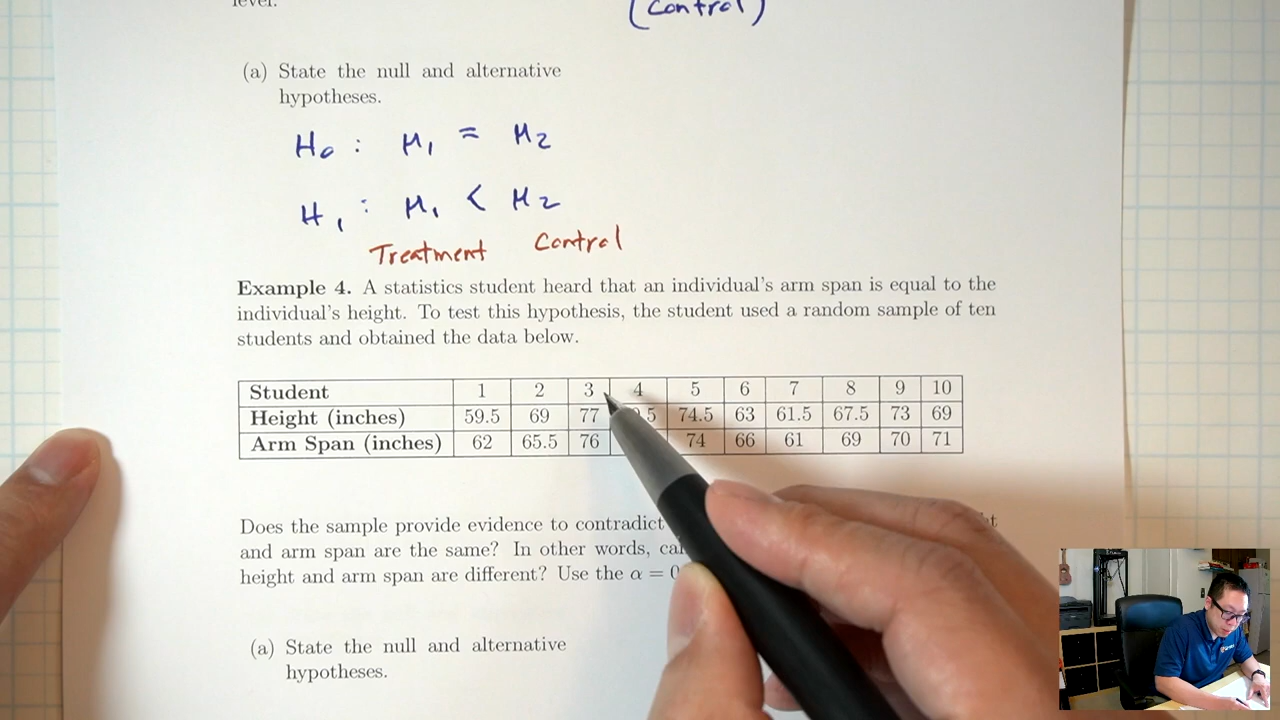 level.
(Control)
(a) State the null and alternative
hypotheses.
H₀ : μ₁ = μ₂
H₁ : μ₁ < μ₂
Treatment Control
Example 4. A statistics student heard that an individual's arm span is equal to the
individual's height. To test this hypothesis, the student used a random sample of ten
students and obtained the data below.
Student 1 2 3 4 5 6 7 8 9 10
Height (inches) 59.5 69 77 74.5 63 61.5 67.5 73 69
Arm Span (inches) 62 65.5 76 74 66 61 69 70 71
Does the sample provide evidence to contradict
and arm span are the same? In other words,
height and arm span are different? Use the α = 0
(a) State the null and alternative
hypotheses.